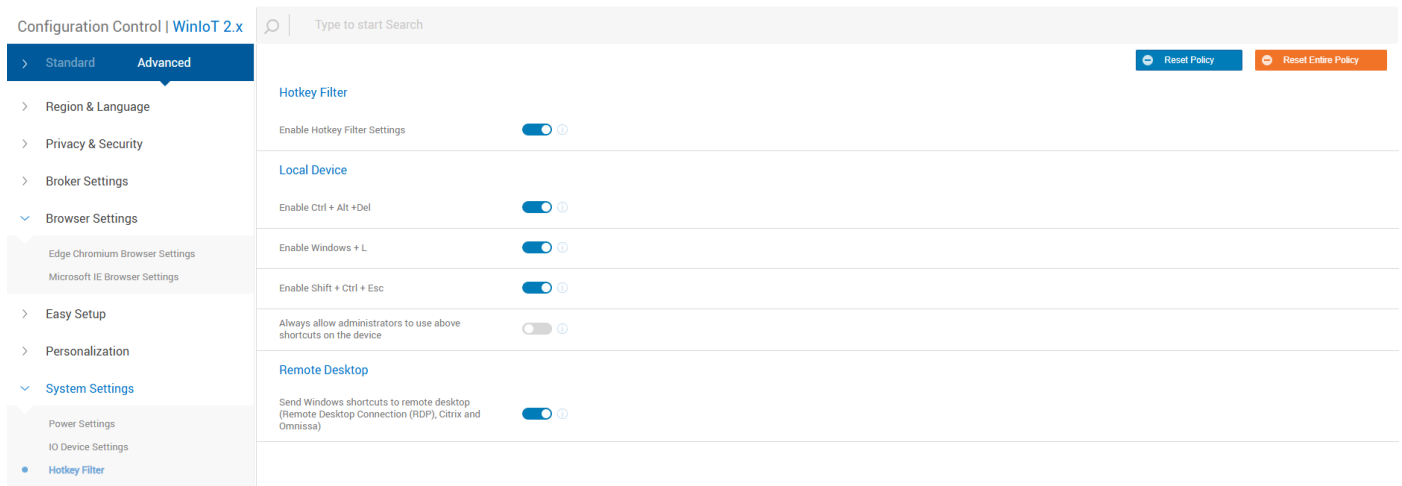 Configuration Control | WinIoT 2.x
Type to start Search
Standard
Advanced
Reset Policy
Reset Entire Policy
Region & Language
Privacy & Security
Broker Settings
Browser Settings
Edge Chromium Browser Settings
Microsoft IE Browser Settings
Easy Setup
Personalization
System Settings
Power Settings
IO Device Settings
Hotkey Filter
Hotkey Filter
Enable Hotkey Filter Settings
Local Device
Enable Ctrl + Alt +Del
Enable Windows + L
Enable Shift + Ctrl + Esc
Always allow administrators to use above
shortcuts on the device
Remote Desktop
Send Windows shortcuts to remote desktop
(Remote Desktop Connection (RDP), Citrix and
Omnissa)